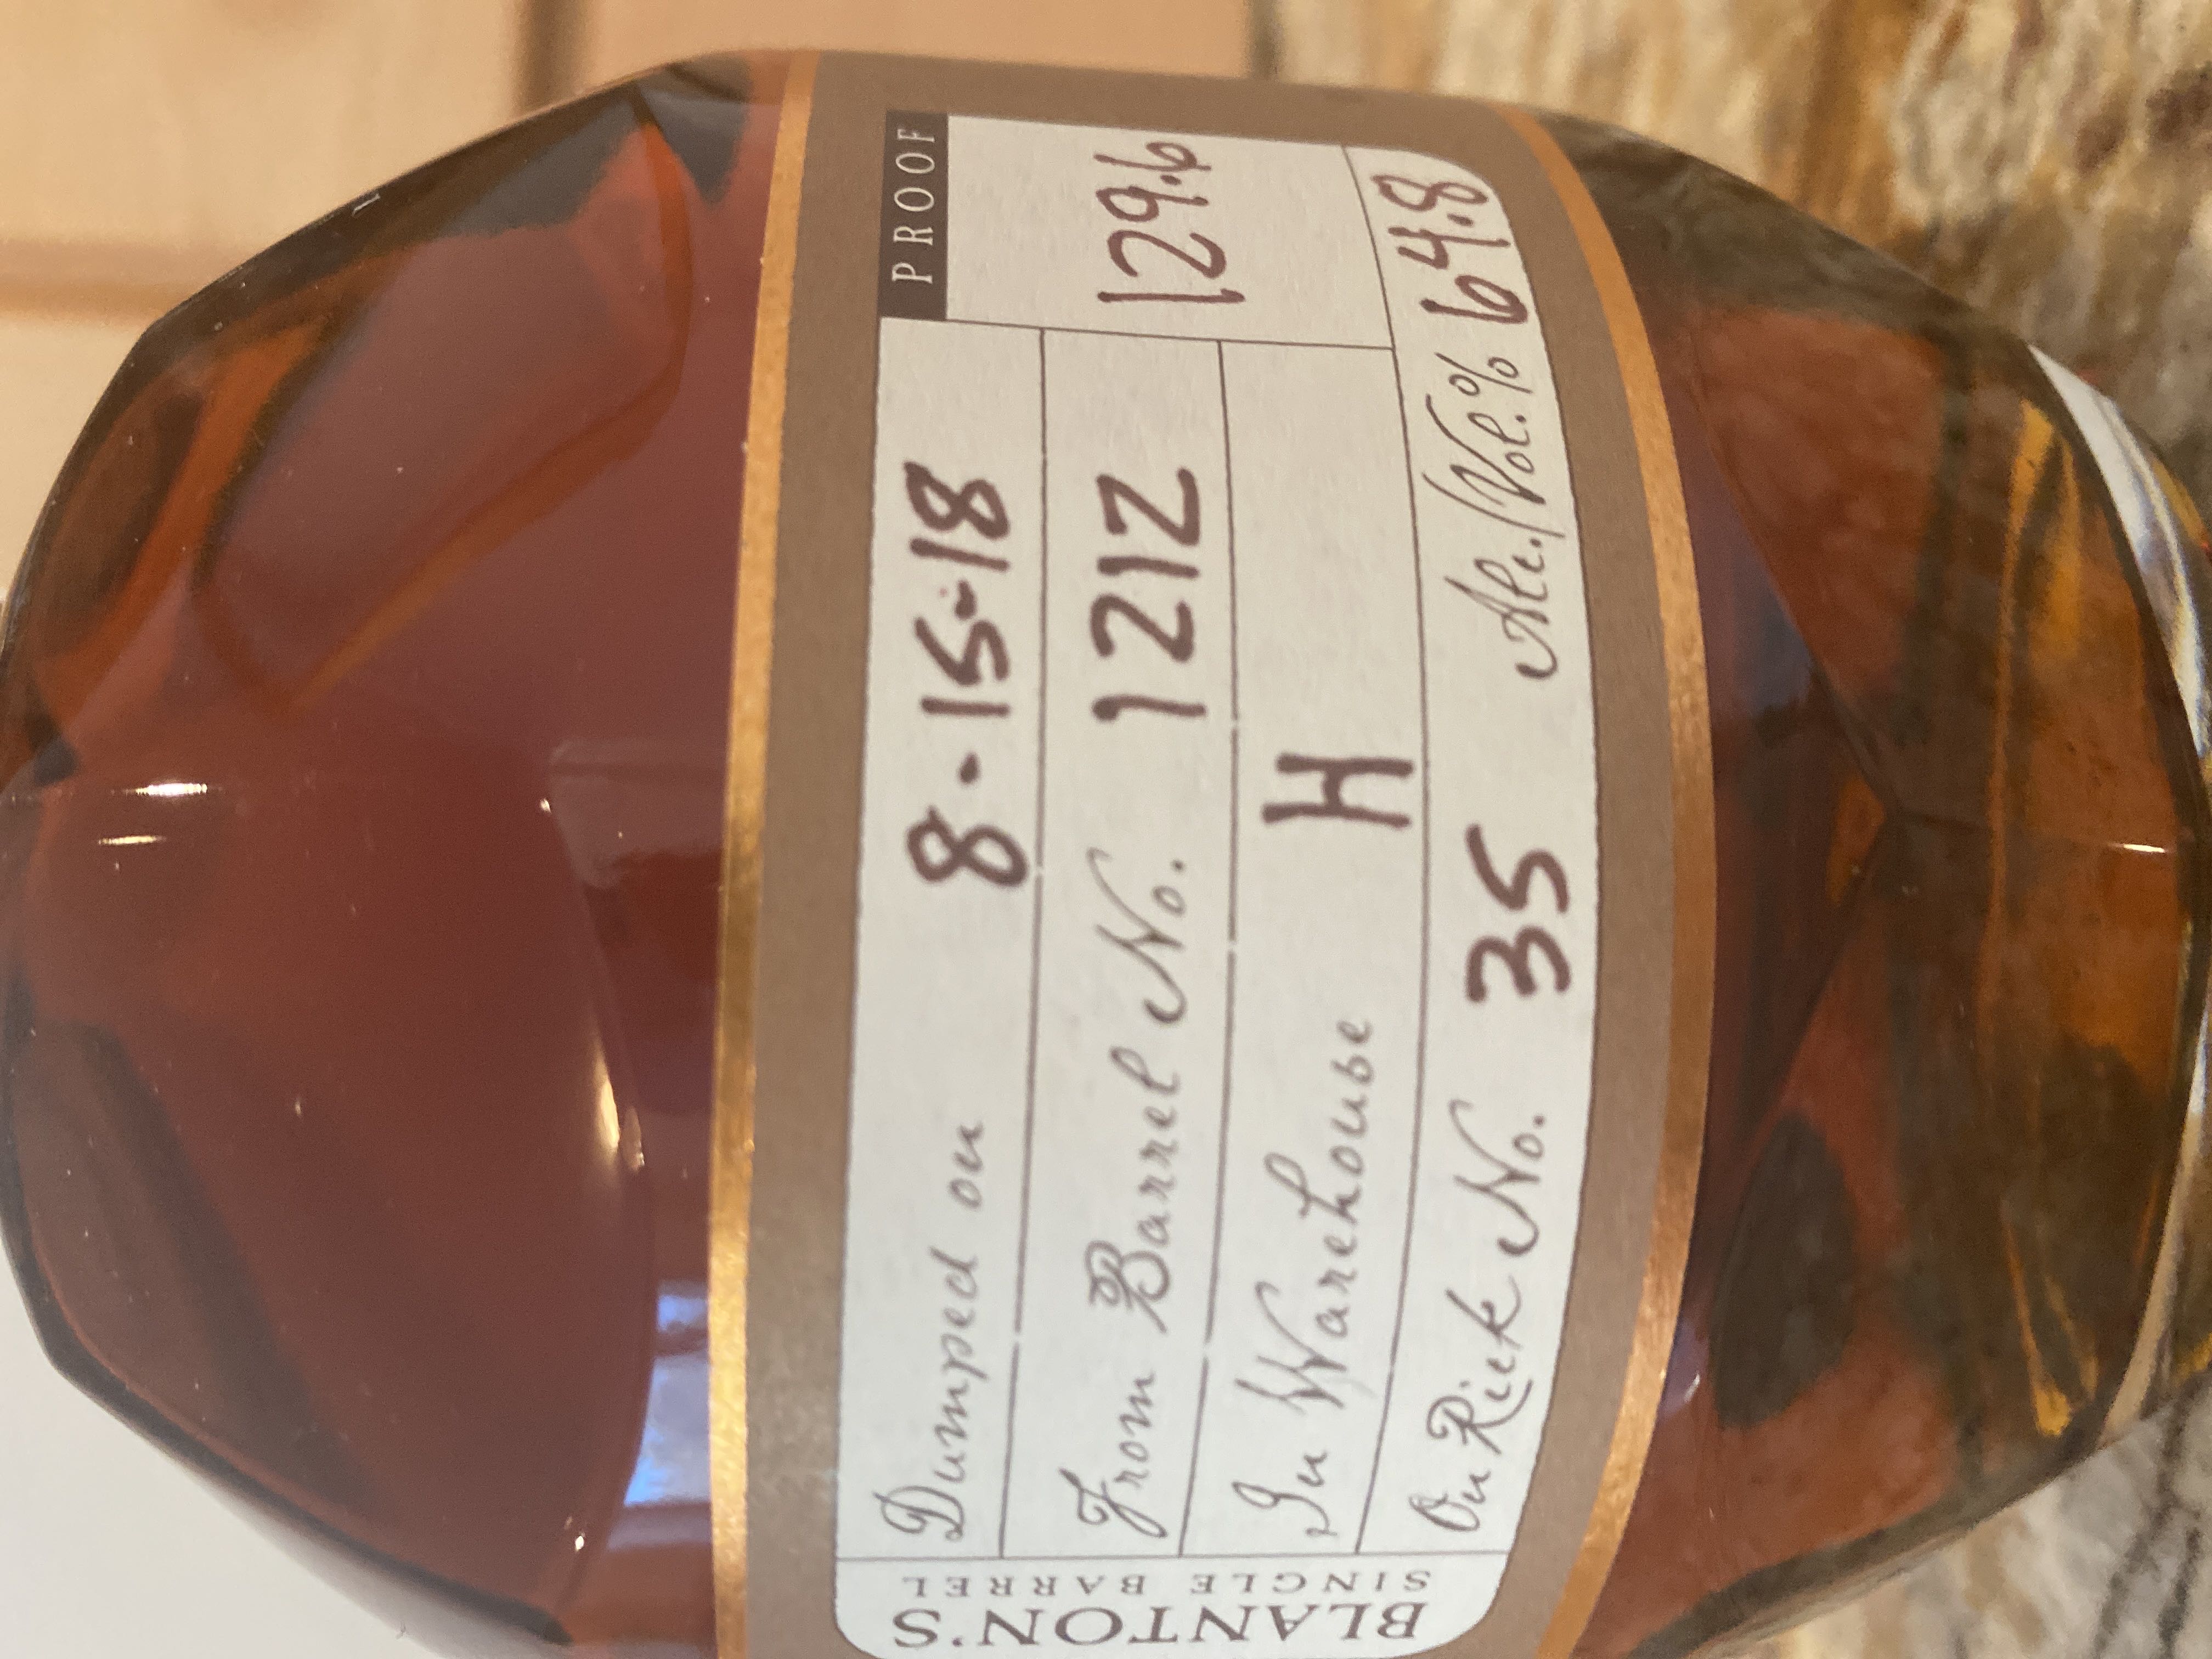 BLANTON'S
SINGLE BARREL
Dumped on 8-15-18
PROOF
129.6
From Barrel No. 1212
In Warehouse H
On Rick No. 35 Alc./Vol.% 64.8